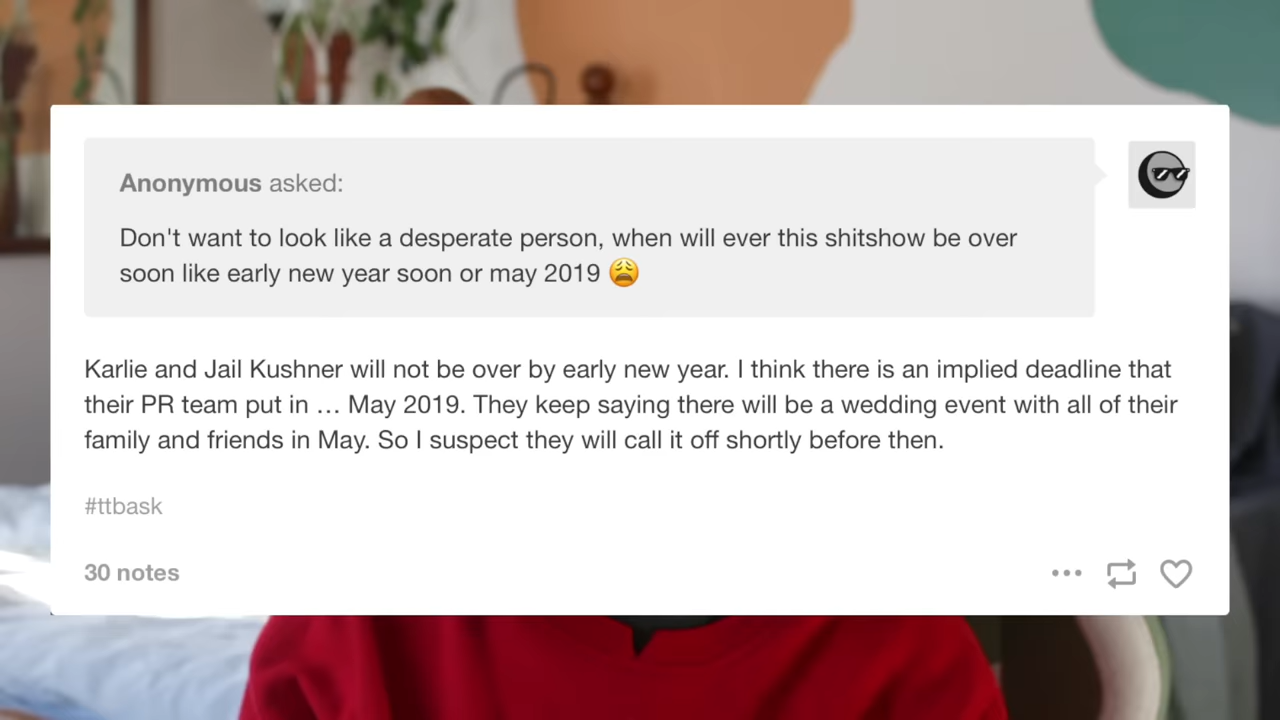 Anonymous asked:
Don't want to look like a desperate person, when will ever this shitshow be over
soon like early new year soon or may 2019 😩
Karlie and Jail Kushner will not be over by early new year. I think there is an implied deadline that
their PR team put in … May 2019. They keep saying there will be a wedding event with all of their
family and friends in May. So I suspect they will call it off shortly before then.
#ttbask
30 notes